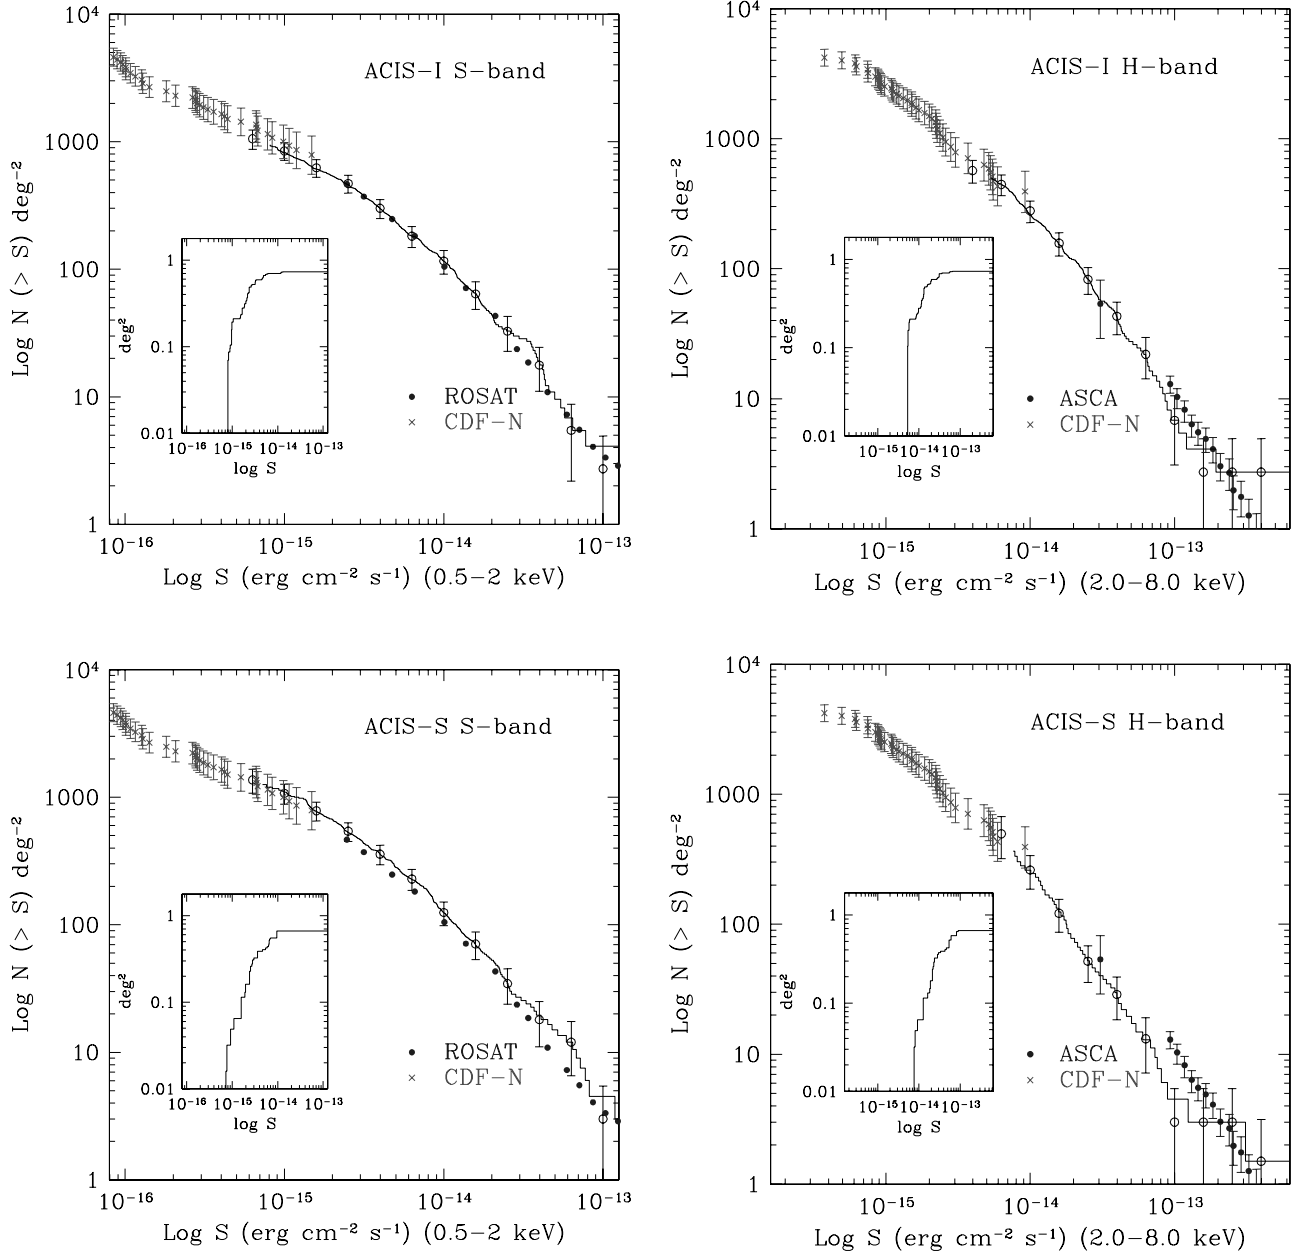 ACIS−I S−band
10⁴
1000
100
10
1
Log N (> S) deg⁻²
1
0.1
0.01
deg²
10⁻¹⁶ 10⁻¹⁵ 10⁻¹⁴ 10⁻¹³
log S
ROSAT
CDF−N
10⁻¹⁶ 10⁻¹⁵ 10⁻¹⁴ 10⁻¹³
Log S (erg cm⁻² s⁻¹) (0.5−2 keV)
ACIS−I H−band
10⁴
1000
100
10
1
Log N (> S) deg⁻²
1
0.1
0.01
deg²
10⁻¹⁵ 10⁻¹⁴ 10⁻¹³
log S
ASCA
CDF−N
10⁻¹⁵ 10⁻¹⁴ 10⁻¹³
Log S (erg cm⁻² s⁻¹) (2.0−8.0 keV)
ACIS−S S−band
10⁴
1000
100
10
1
Log N (> S) deg⁻²
1
0.1
0.01
deg²
10⁻¹⁶ 10⁻¹⁵ 10⁻¹⁴ 10⁻¹³
log S
ROSAT
CDF−N
10⁻¹⁶ 10⁻¹⁵ 10⁻¹⁴ 10⁻¹³
Log S (erg cm⁻² s⁻¹) (0.5−2 keV)
ACIS−S H−band
10⁴
1000
100
10
1
Log N (> S) deg⁻²
1
0.1
0.01
deg²
10⁻¹⁵ 10⁻¹⁴ 10⁻¹³
log S
ASCA
CDF−N
10⁻¹⁵ 10⁻¹⁴ 10⁻¹³
Log S (erg cm⁻² s⁻¹) (2.0−8.0 keV)